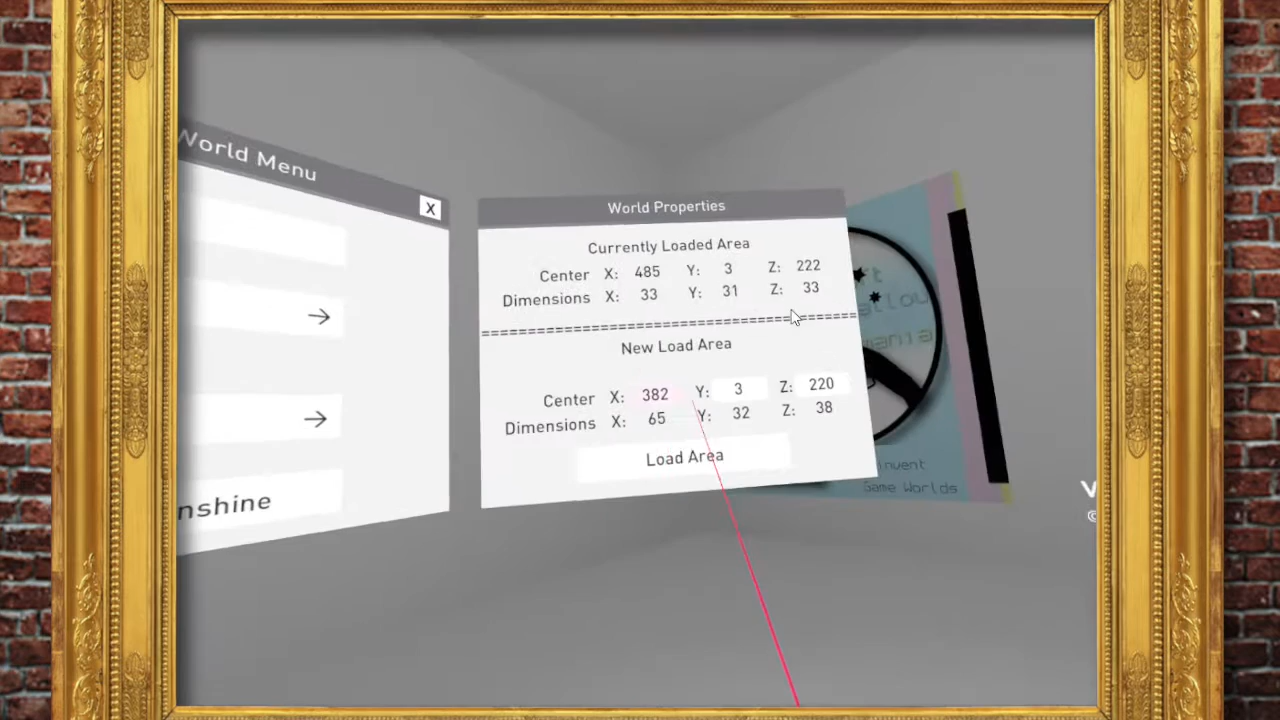 World Menu
X
nshine
World Properties
Currently Loaded Area
Center X: 485 Y: 3 Z: 222
Dimensions X: 33 Y: 31 Z: 33
==================================================
New Load Area
Center X: 382 Y: 3 Z: 220
Dimensions X: 65 Y: 32 Z: 38
Load Area
nvent
Game Worlds